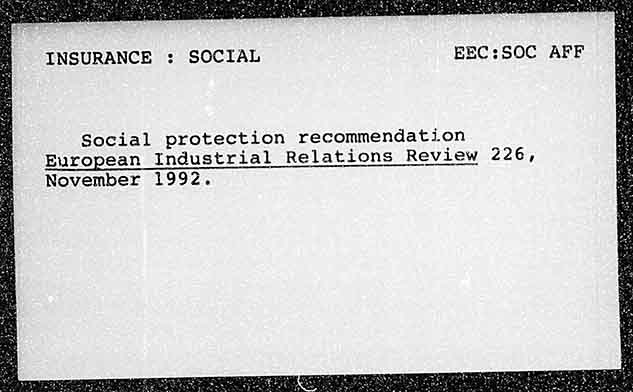 INSURANCE : SOCIAL EEC:SOC AFF
Social protection recommendation
European Industrial Relations Review 226,
November 1992.